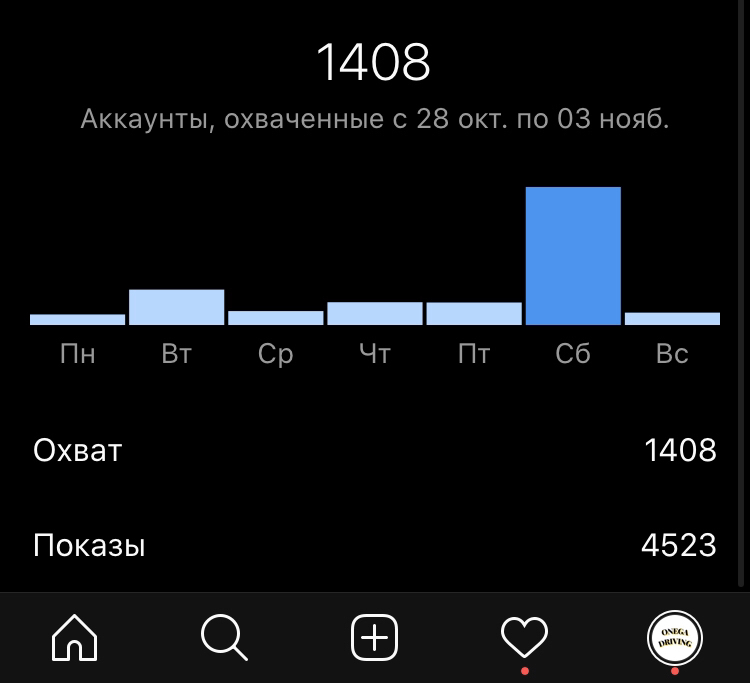 1408
Аккаунты, охваченные с 28 окт. по 03 нояб.
Пн Вт Ср Чт Пт Сб Вс
Охват 1408
Показы 4523
ONEGA
DRIVING